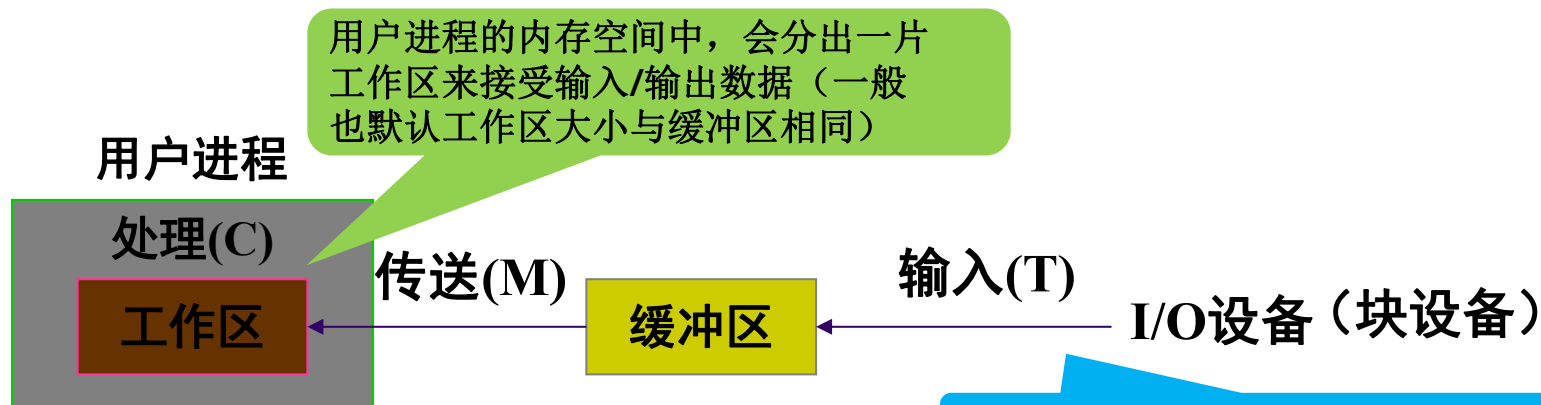 用户进程的内存空间中，会分出一片
工作区来接受输入/输出数据（一般
也默认工作区大小与缓冲区相同）
用户进程
处理(C)
传送(M)
输入(T)
工作区
缓冲区
I/O设备（块设备）